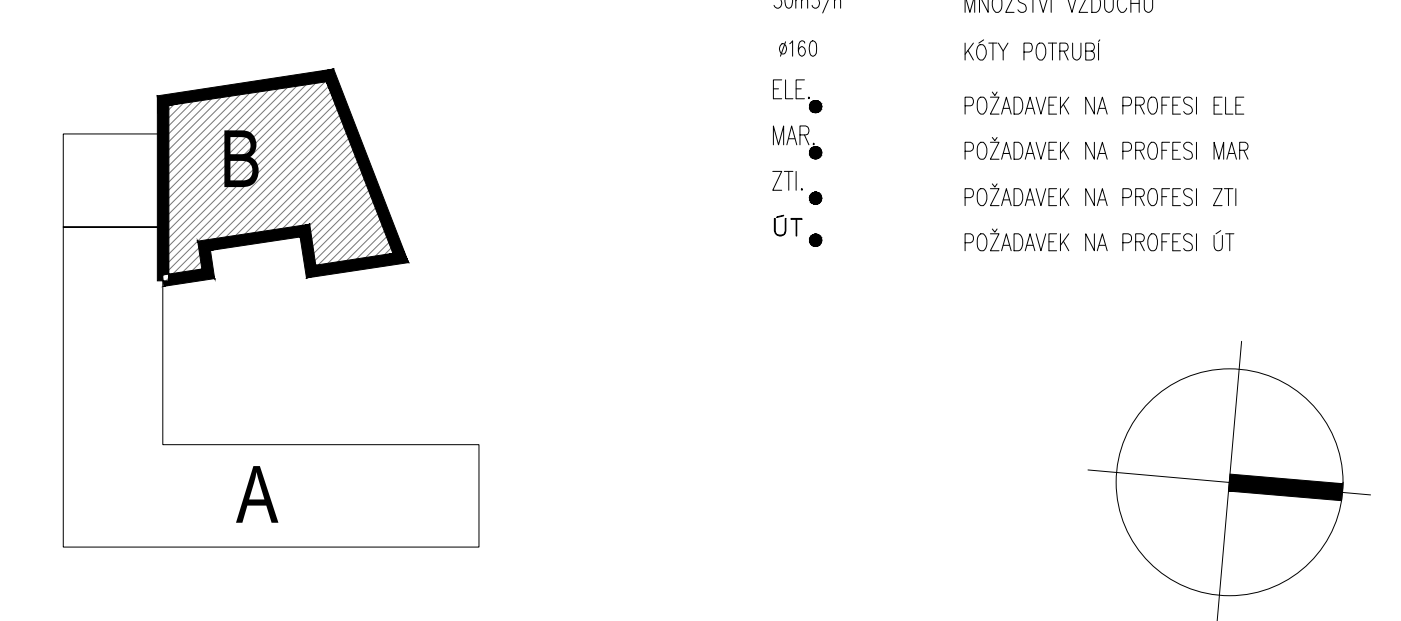 50m3/h MNOŽSTVÍ VZDUCHU
ø160 KÓTY POTRUBÍ
ELE. POŽADAVEK NA PROFESI ELE
MAR. POŽADAVEK NA PROFESI MAR
ZTI. POŽADAVEK NA PROFESI ZTI
ÚT POŽADAVEK NA PROFESI ÚT
B
A